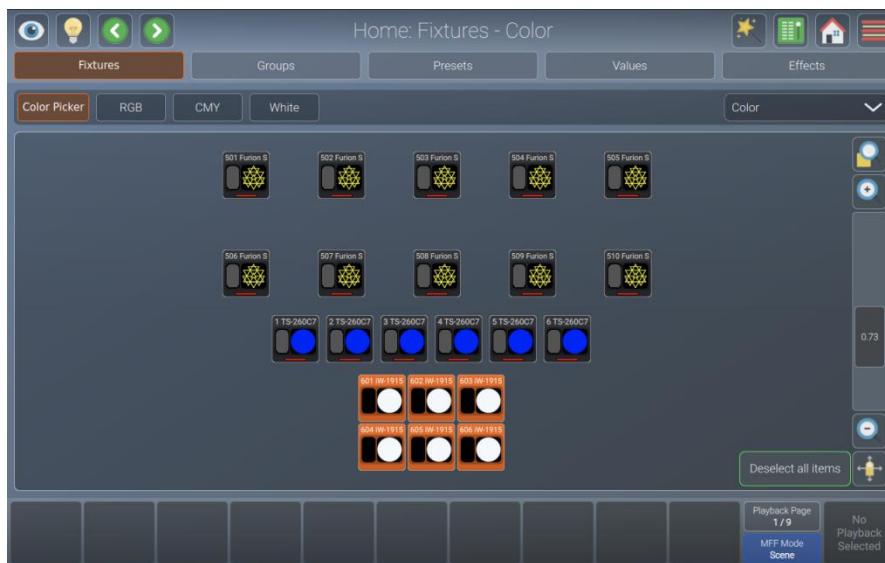 Home: Fixtures - Color
Fixtures Groups Presets Values Effects
Color Picker RGB CMY White Color
501 Furion S 502 Furion S 503 Furion S 504 Furion S 505 Furion S
506 Furion S 507 Furion S 508 Furion S 509 Furion S 510 Furion S
1 TS-260C7 2 TS-260C7 3 TS-260C7 4 TS-260C7 5 TS-260C7 6 TS-260C7
0.73
601 IW-1915 602 IW-1915 603 IW-1915
604 IW-1915 605 IW-1915 606 IW-1915
Deselect all items
Playback Page
1 / 9
MFF Mode
Scene
No
Playback
Selected